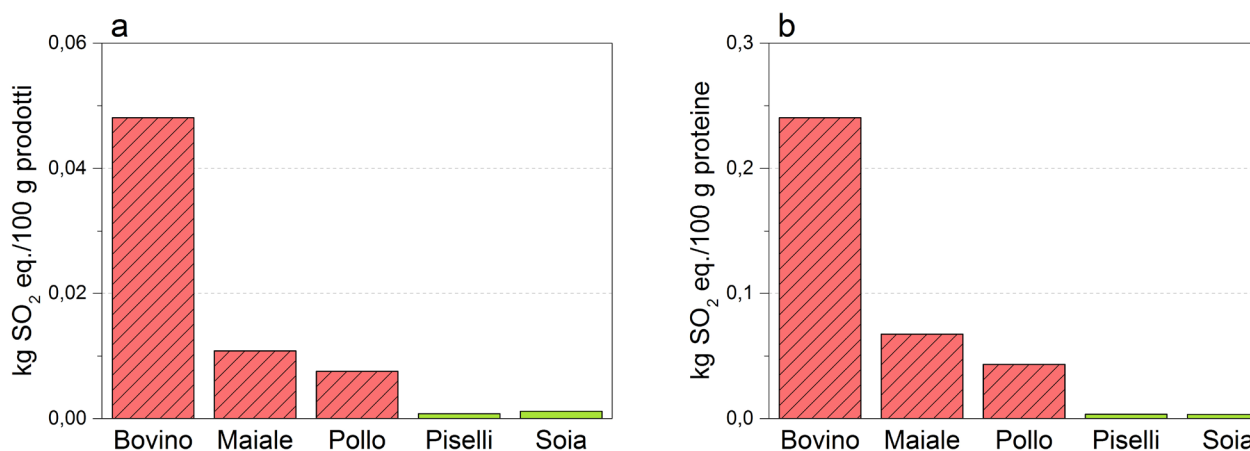 a
kg SO₂ eq./100 g prodotti
0,06
0,04
0,02
0,00
Bovino Maiale Pollo Piselli Soia
b
kg SO₂ eq./100 g proteine
0,3
0,2
0,1
0,0
Bovino Maiale Pollo Piselli Soia